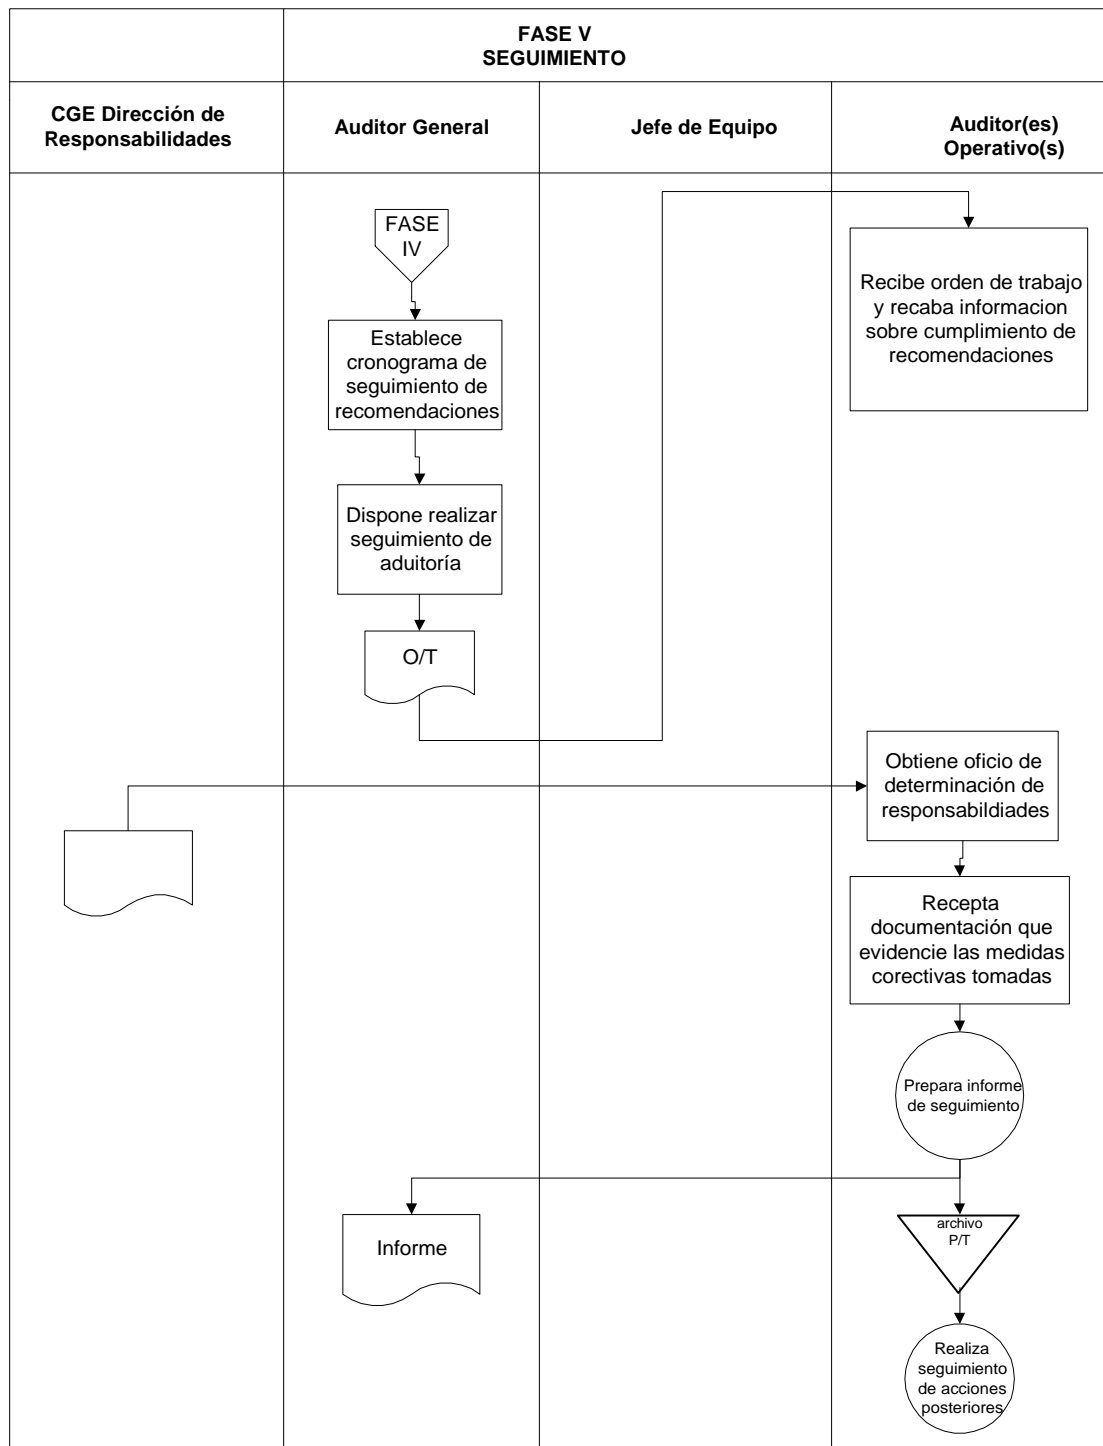 FASE V
SEGUIMIENTO
CGE Dirección de
Responsabilidades
Auditor General
Jefe de Equipo
Auditor(es)
Operativo(s)
FASE
IV
Establece
cronograma de
seguimiento de
recomendaciones
Dispone realizar
seguimiento de
aduitoría
O/T
Recibe orden de trabajo
y recaba informacion
sobre cumplimiento de
recomendaciones
Obtiene oficio de
determinación de
responsabildiades
Recepta
documentación que
evidencie las medidas
corectivas tomadas
Prepara informe
de seguimiento
Informe
archivo
P/T
Realiza
seguimiento
de acciones
posteriores